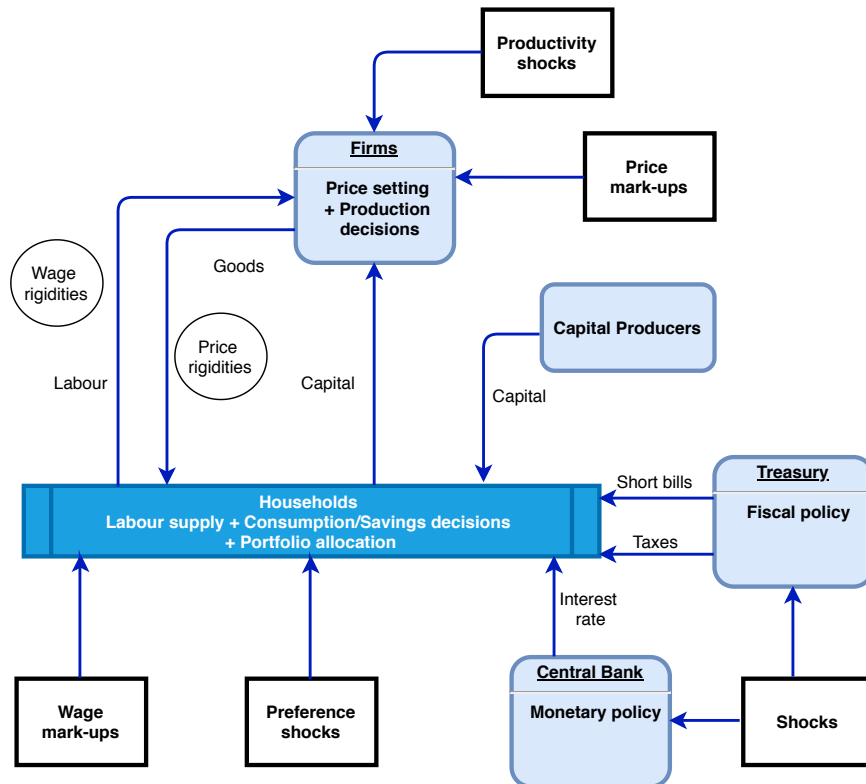 Productivity
shocks
Firms
Price setting
+ Production
decisions
Price
mark-ups
Wage
rigidities
Goods
Price
rigidities
Capital Producers
Labour
Capital
Capital
Households
Labour supply + Consumption/Savings decisions
+ Portfolio allocation
Short bills
Taxes
Treasury
Fiscal policy
Interest
rate
Wage
mark-ups
Preference
shocks
Central Bank
Monetary policy
Shocks